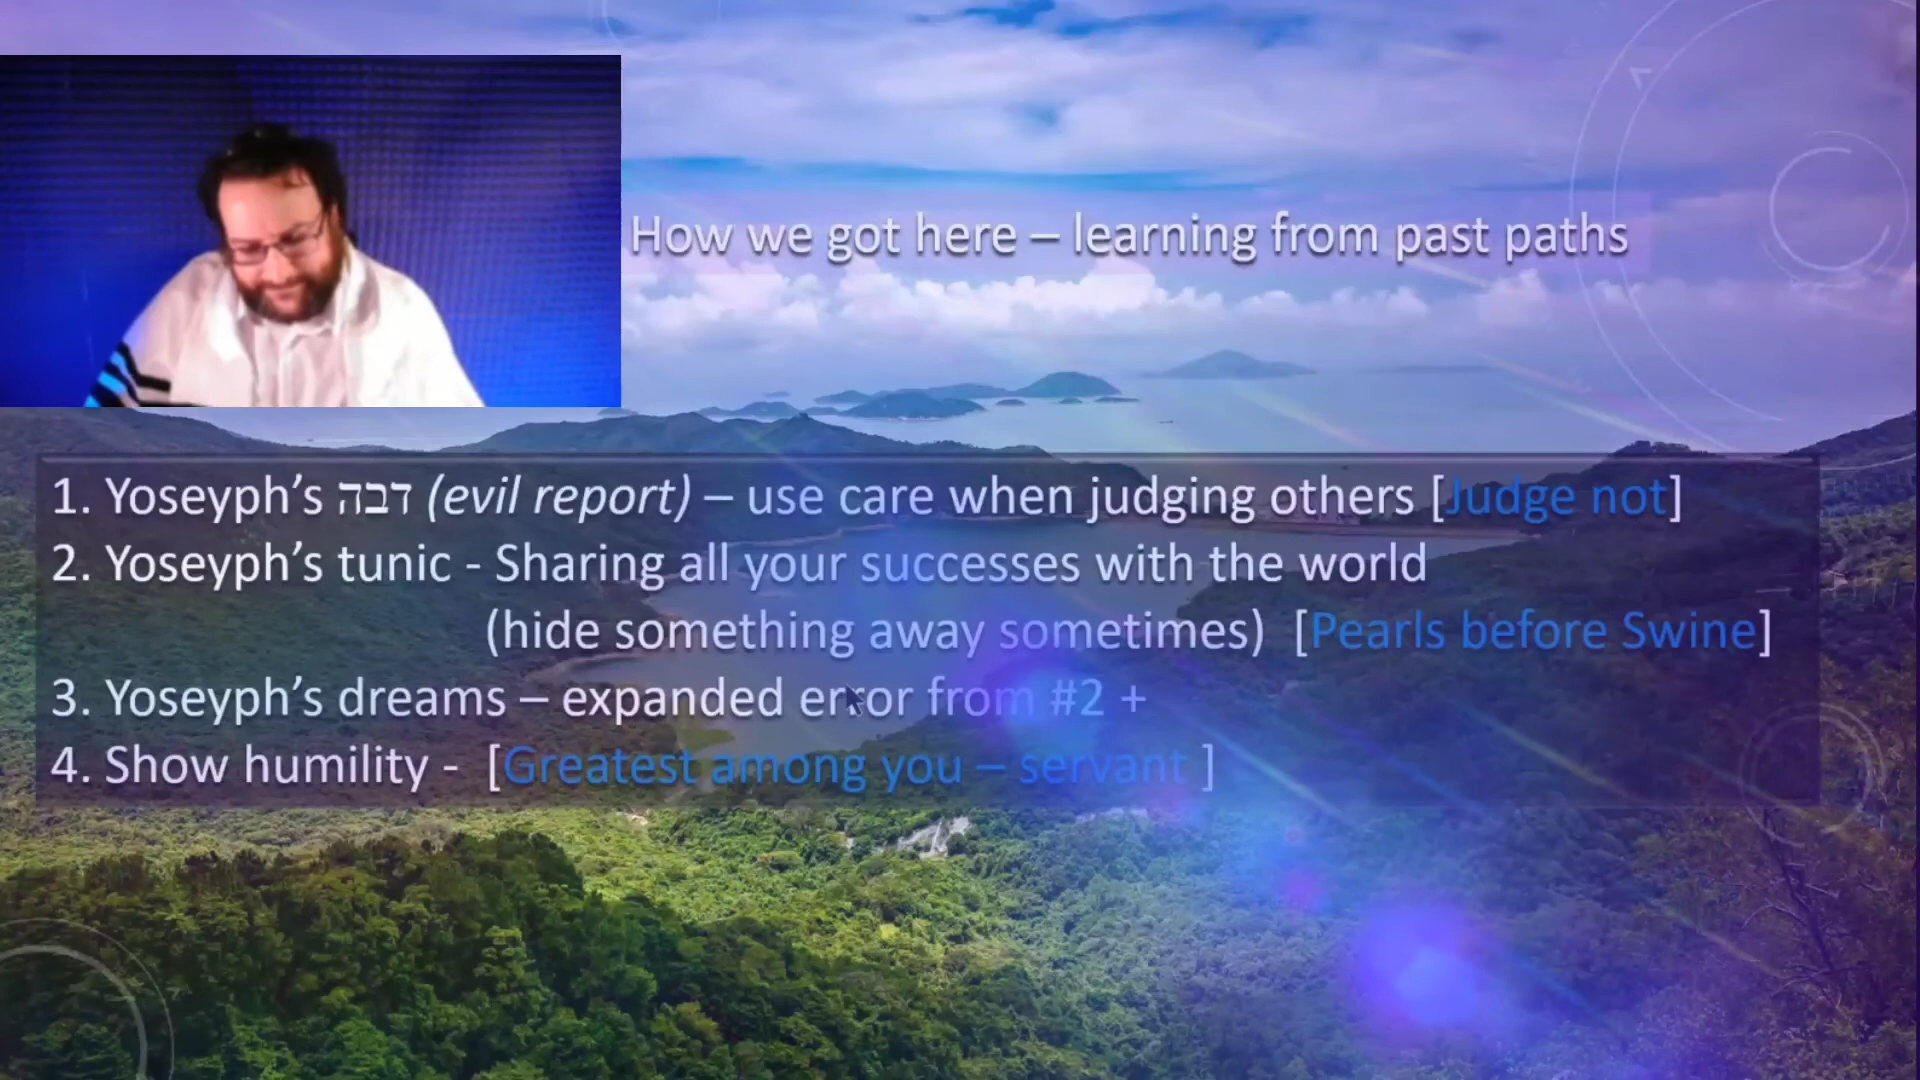 How we got here – learning from past paths
1. Yoseyph’s דבה (evil report) – use care when judging others [Judge not]
2. Yoseyph’s tunic - Sharing all your successes with the world
(hide something away sometimes) [Pearls before Swine]
3. Yoseyph’s dreams – expanded error from #2 +
4. Show humility - [Greatest among you – servant ]